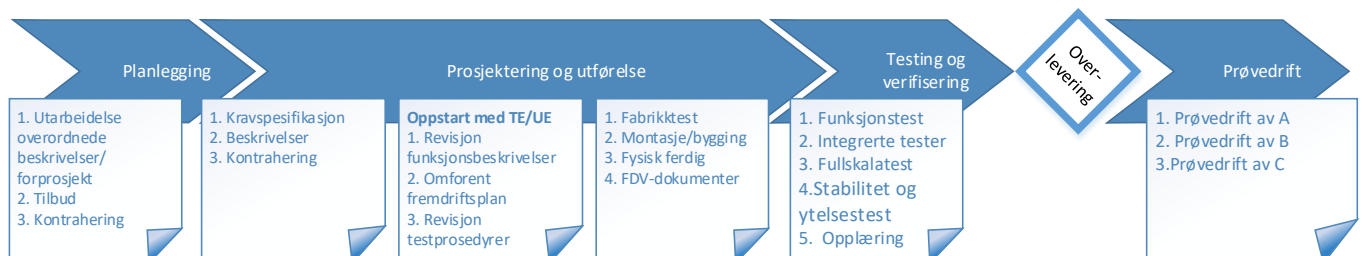 Planlegging
Prosjektering og utførelse
Testing og
verifisering
Over-
levering
Prøvedrift
1. Utarbeidelse
overordnede
beskrivelser/
forprosjekt
2. Tilbud
3. Kontrahering
1. Kravspesifikasjon
2. Beskrivelser
3. Kontrahering
Oppstart med TE/UE
1. Revisjon
funksjonsbeskrivelser
2. Omforent
fremdriftsplan
3. Revisjon
testprosedyrer
1. Fabrikktest
2. Montasje/bygging
3. Fysisk ferdig
4. FDV-dokumenter
1. Funksjonstest
2. Integrerte tester
3. Fullskalatest
4.Stabilitet og
ytelsestest
5. Opplæring
1. Prøvedrift av A
2. Prøvedrift av B
3.Prøvedrift av C